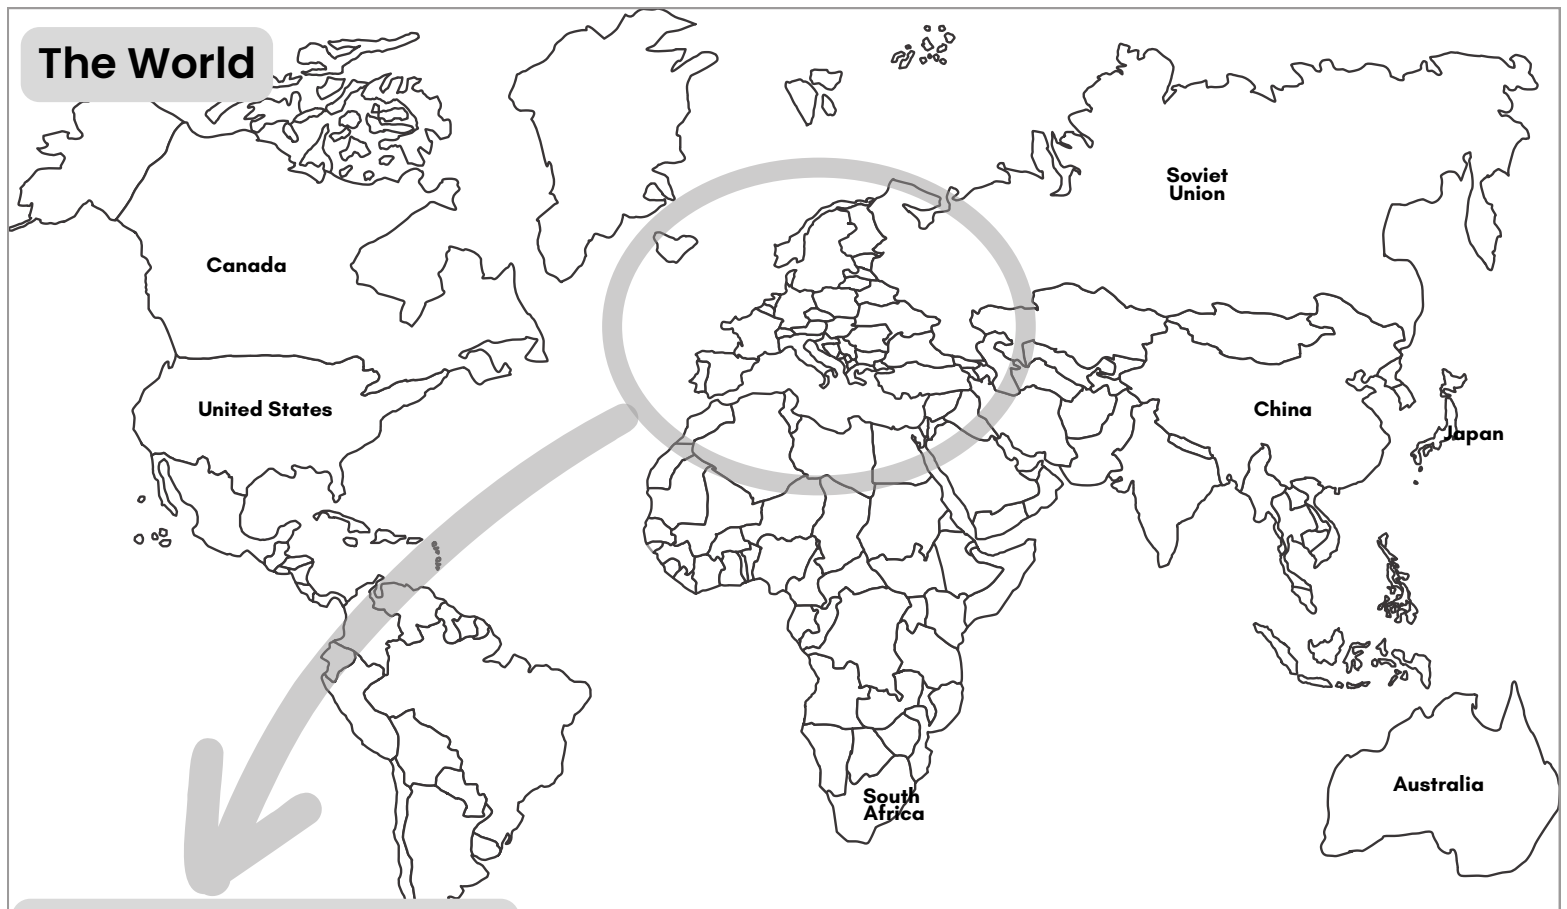 The World
Soviet
Union
Canada
United States
China
Japan
Australia
South
Africa